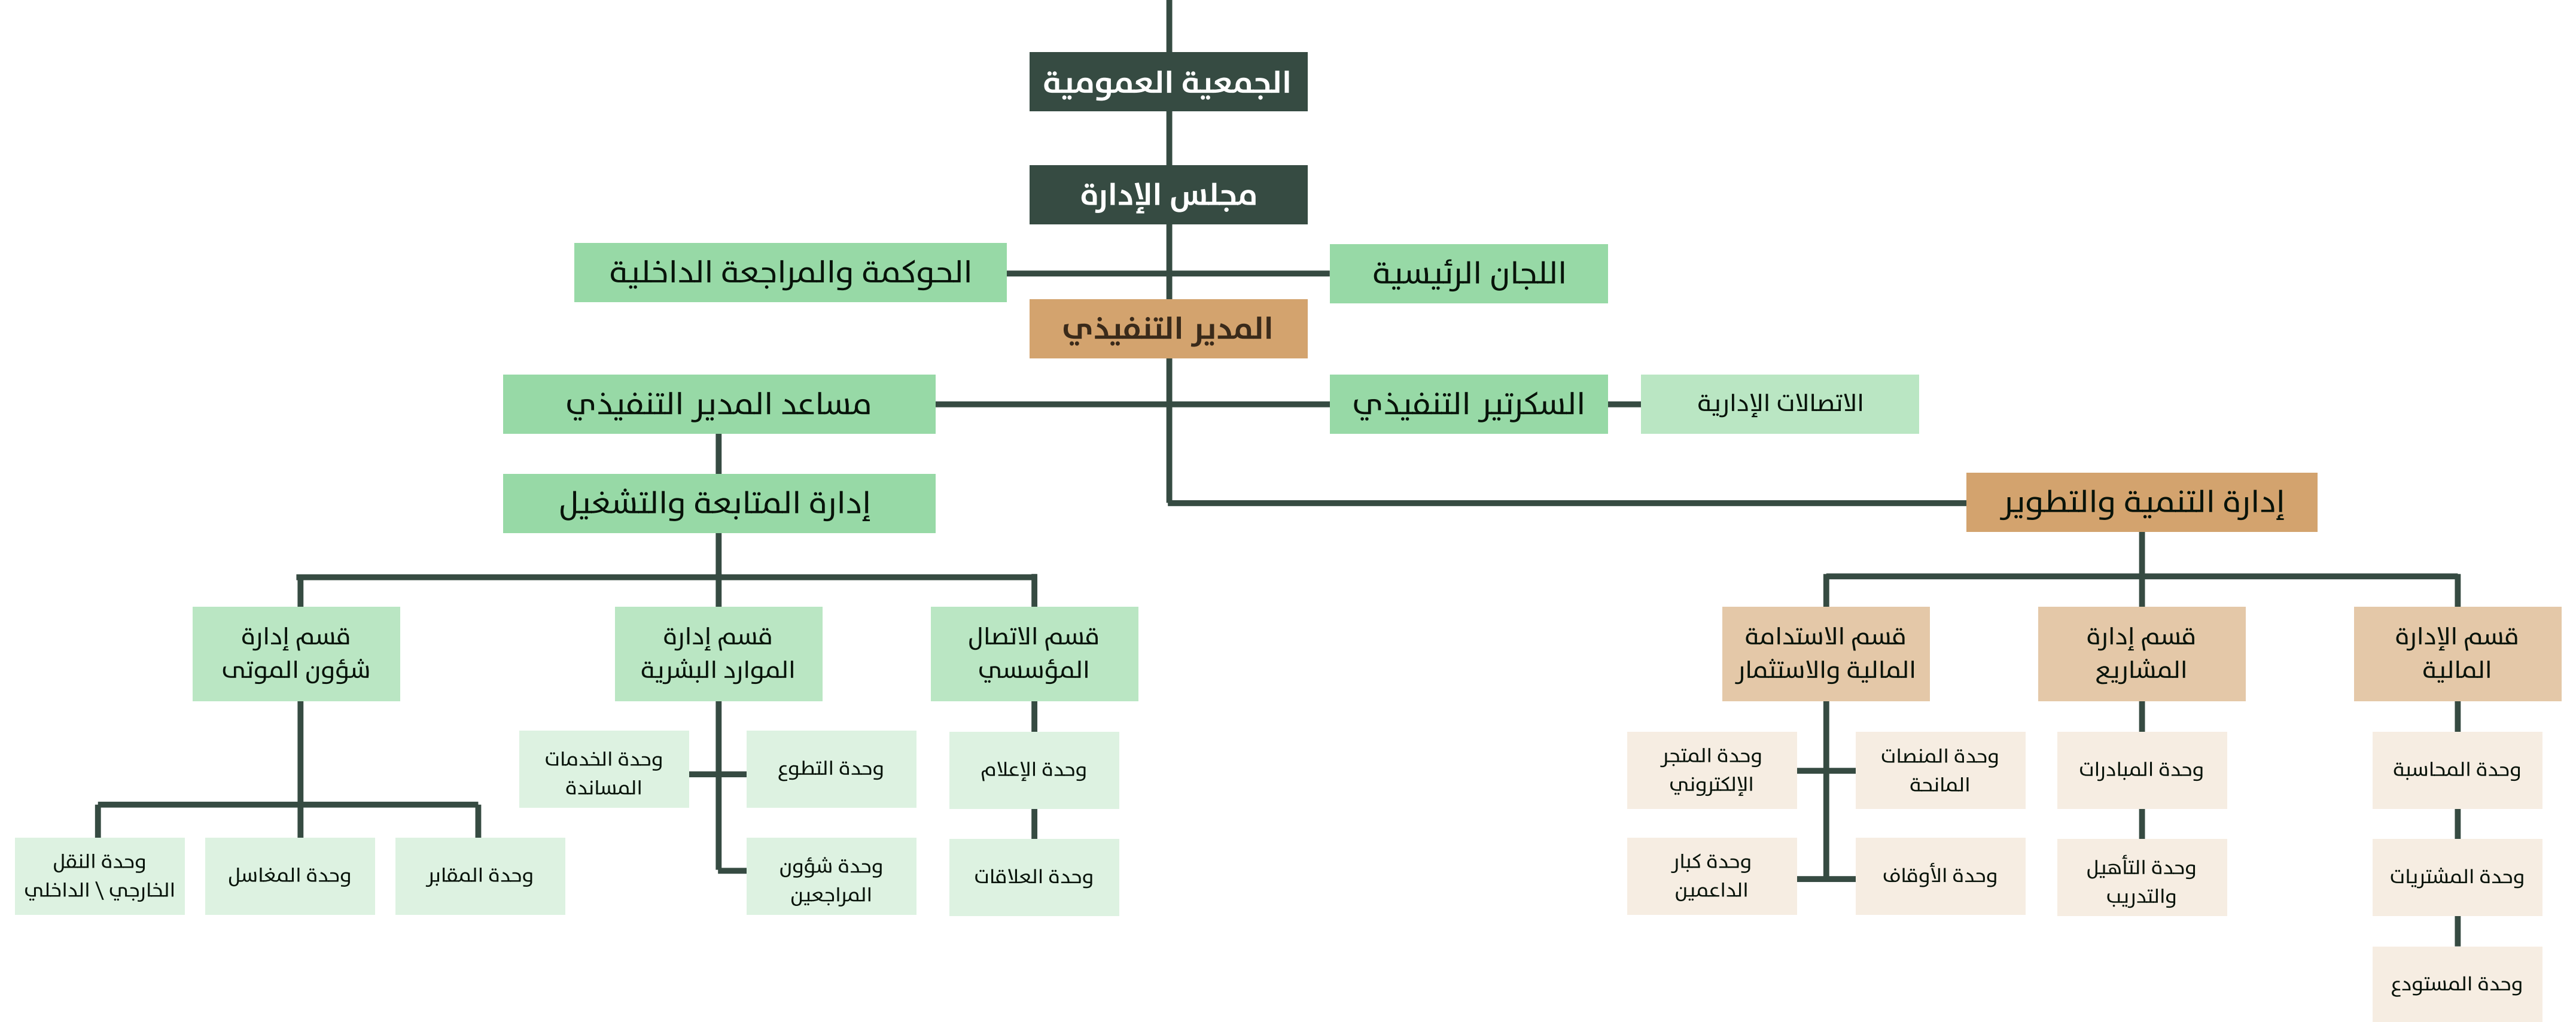 الجمعية العمومية
مجلس الإدارة
اللجان الرئيسية
الحوكمة والمراجعة الداخلية
المدير التنفيذي
الاتصالات الإدارية
السكرتير التنفيذي
مساعد المدير التنفيذي
إدارة التنمية والتطوير
إدارة المتابعة والتشغيل
قسم الإدارة
المالية
قسم إدارة
المشاريع
قسم الاستدامة
المالية والاستثمار
قسم الاتصال
المؤسسي
قسم إدارة
الموارد البشرية
قسم إدارة
شؤون الموتى
وحدة المحاسبة
وحدة المبادرات
وحدة المنصات
المانحة
وحدة المتجر
الإلكتروني
وحدة الإعلام
وحدة التطوع
وحدة الخدمات
المساندة
وحدة المشتريات
وحدة التأهيل
والتدريب
وحدة الأوقاف
وحدة كبار
الداعمين
وحدة العلاقات
وحدة شؤون
المراجعين
وحدة المقابر
وحدة المغاسل
وحدة النقل
الخارجي \ الداخلي
وحدة المستودع